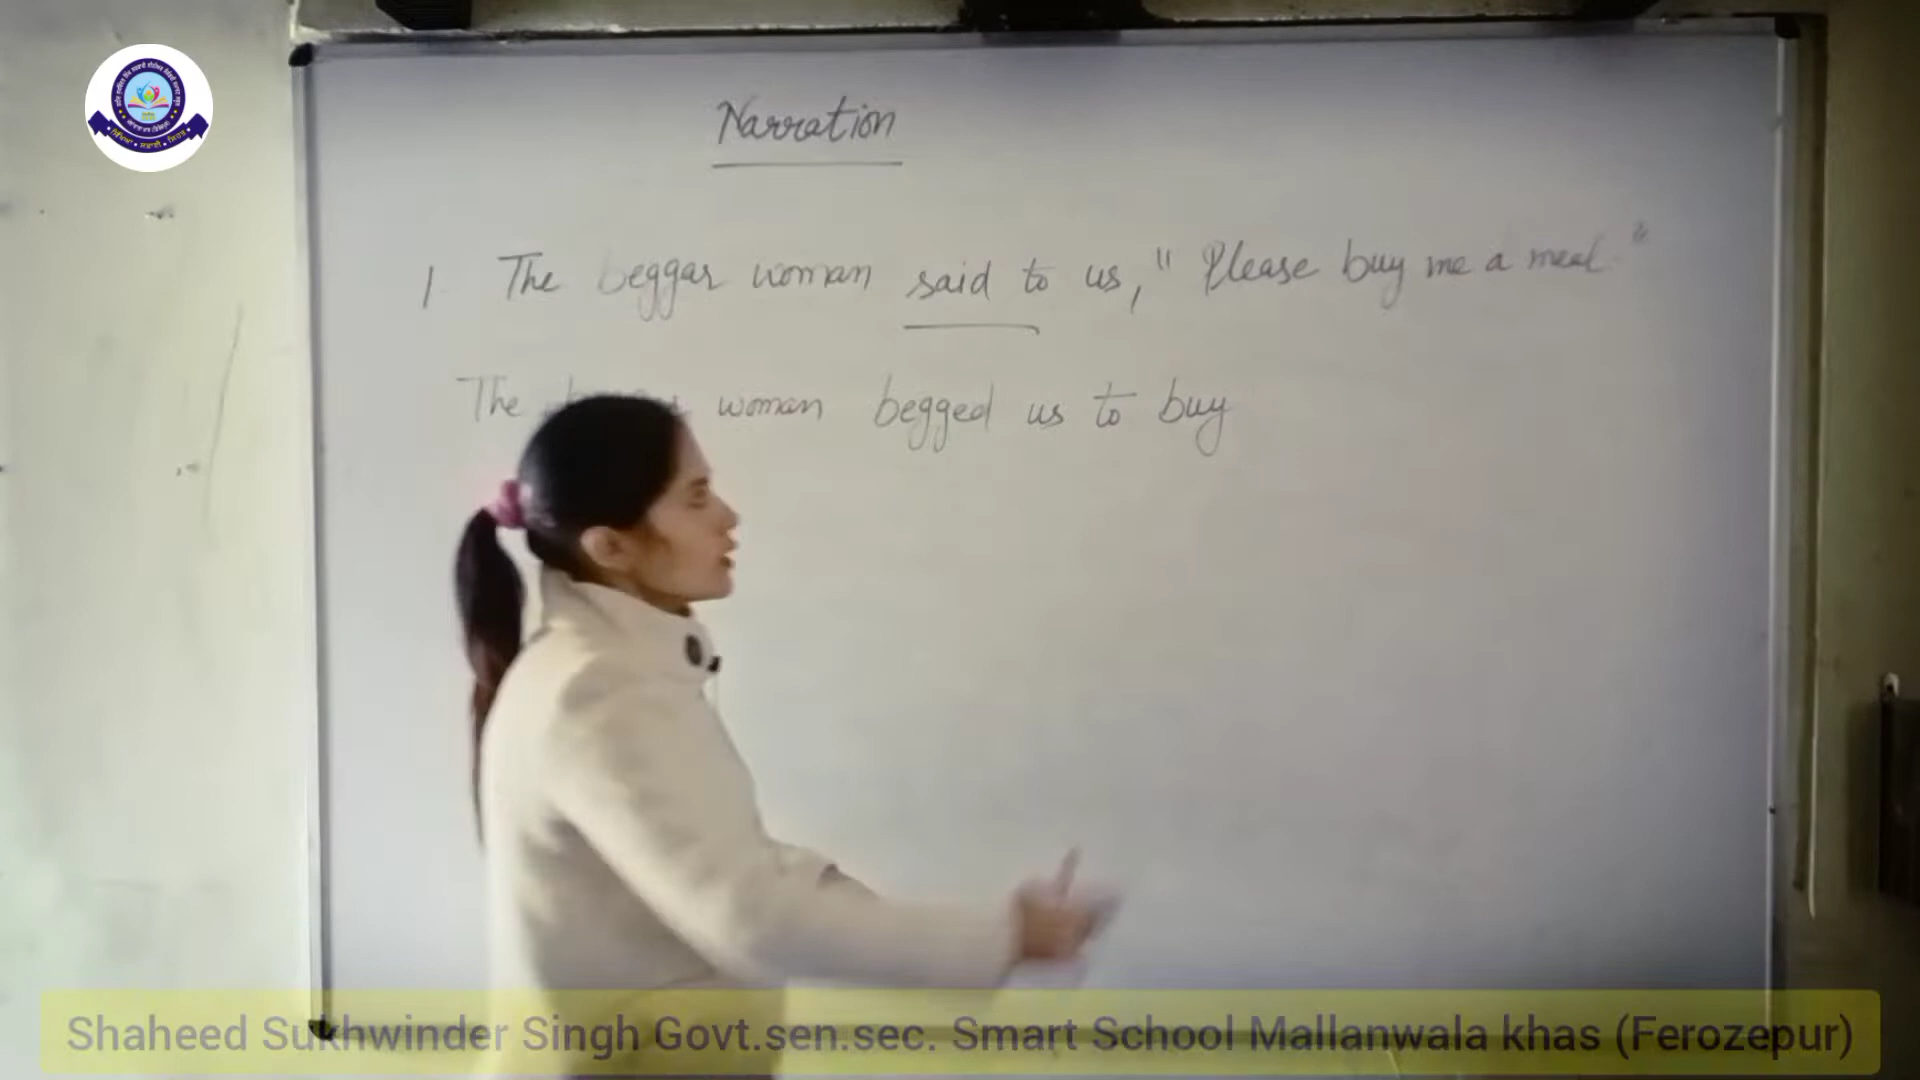 Narration
1 The beggar woman said to us, " Please buy me a meal. "
The woman begged us to buy
Shaheed Sukhwinder Singh Govt.sen.sec. Smart School Mallanwala khas (Ferozepur)